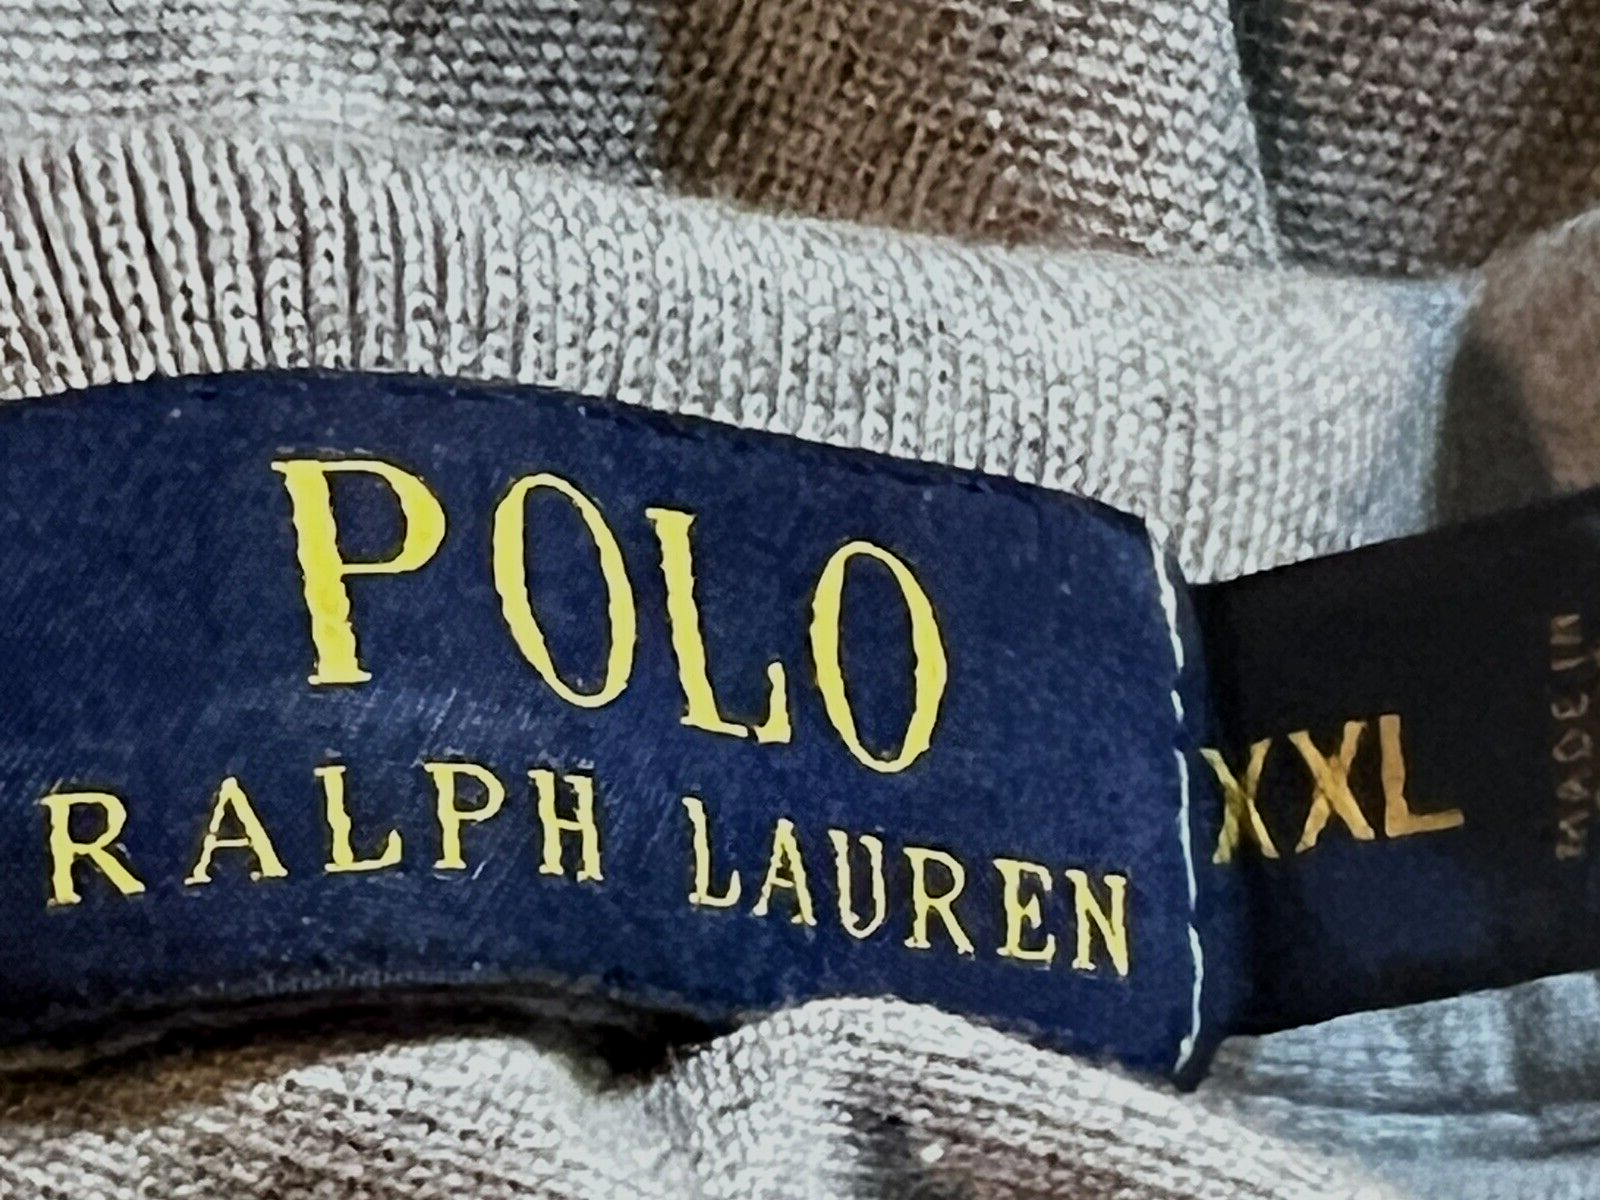 POLO
RALPH LAUREN
XXL
MADE IN